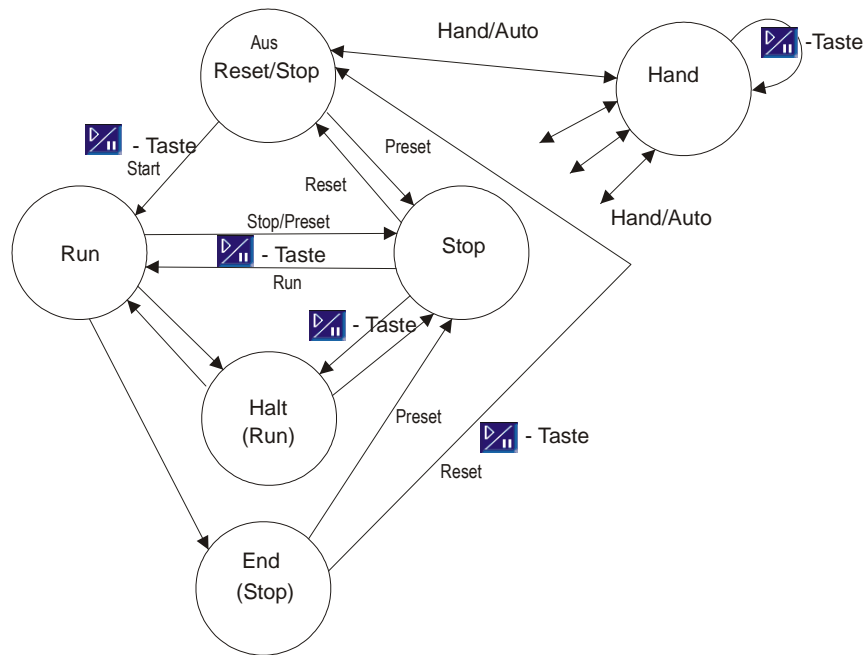 Aus
Reset/Stop
Hand/Auto
Hand
-Taste
- Taste
Start
Preset
Reset
Run
Stop/Preset
- Taste
Run
Stop
- Taste
Halt
(Run)
Hand/Auto
Preset
- Taste
Reset
End
(Stop)